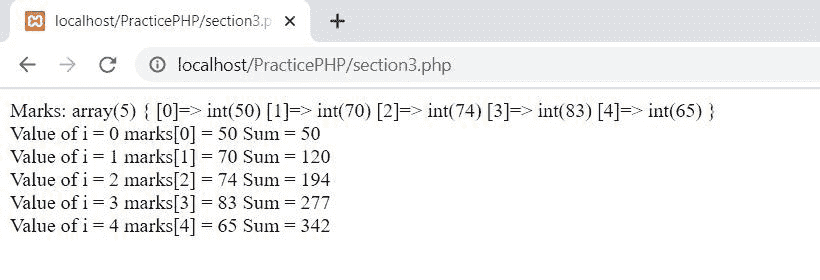 localhost/PracticePHP/section3.p
localhost/PracticePHP/section3.php
Marks: array(5) { [0]=> int(50) [1]=> int(70) [2]=> int(74) [3]=> int(83) [4]=> int(65) }
Value of i = 0 marks[0] = 50 Sum = 50
Value of i = 1 marks[1] = 70 Sum = 120
Value of i = 2 marks[2] = 74 Sum = 194
Value of i = 3 marks[3] = 83 Sum = 277
Value of i = 4 marks[4] = 65 Sum = 342